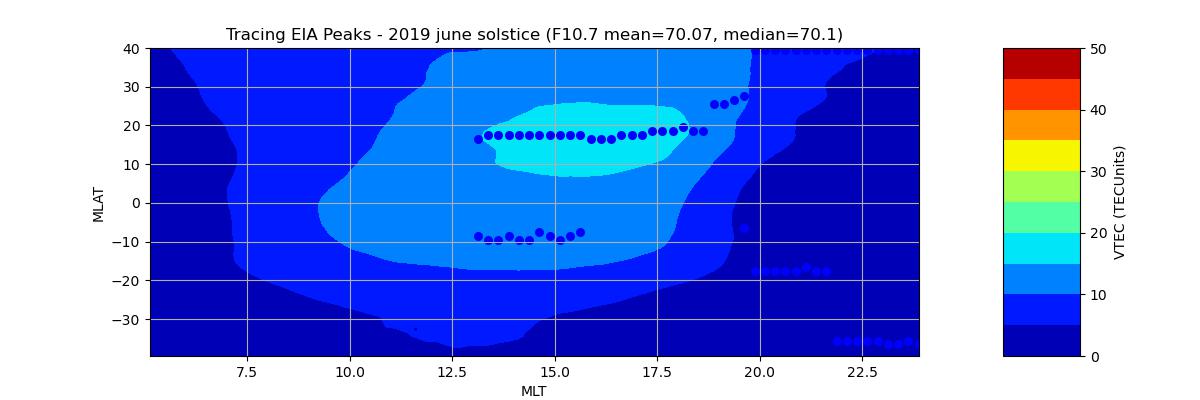 Tracing EIA Peaks - 2019 june solstice (F10.7 mean=70.07, median=70.1)
40
30
20
10
0
−10
−20
−30
MLAT
7.5 10.0 12.5 15.0 17.5 20.0 22.5
MLT
50
40
30
20
10
0
VTEC (TECUnits)